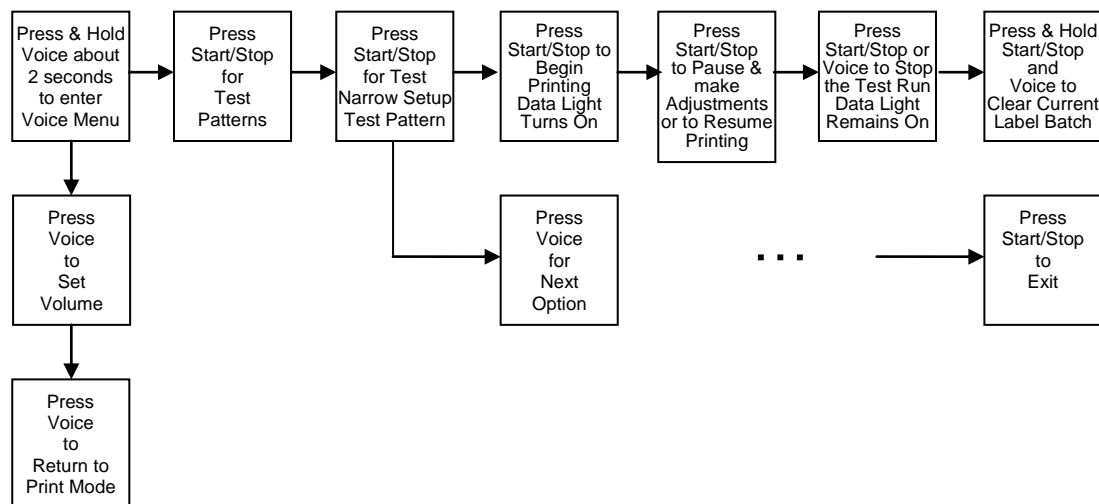 Press & Hold
Voice about
2 seconds
to enter
Voice Menu
Press
Start/Stop
for
Test
Patterns
Press
Start/Stop
for Test
Narrow Setup
Test Pattern
Press
Start/Stop to
Begin
Printing
Data Light
Turns On
Press
Start/Stop
to Pause &
make
Adjustments
or to Resume
Printing
Press
Start/Stop or
Voice to Stop
the Test Run
Data Light
Remains On
Press & Hold
Start/Stop
and
Voice to
Clear Current
Label Batch
Press
Voice
to
Set
Volume
Press
Voice
for
Next
Option
...
Press
Start/Stop
to
Exit
Press
Voice
to
Return to
Print Mode